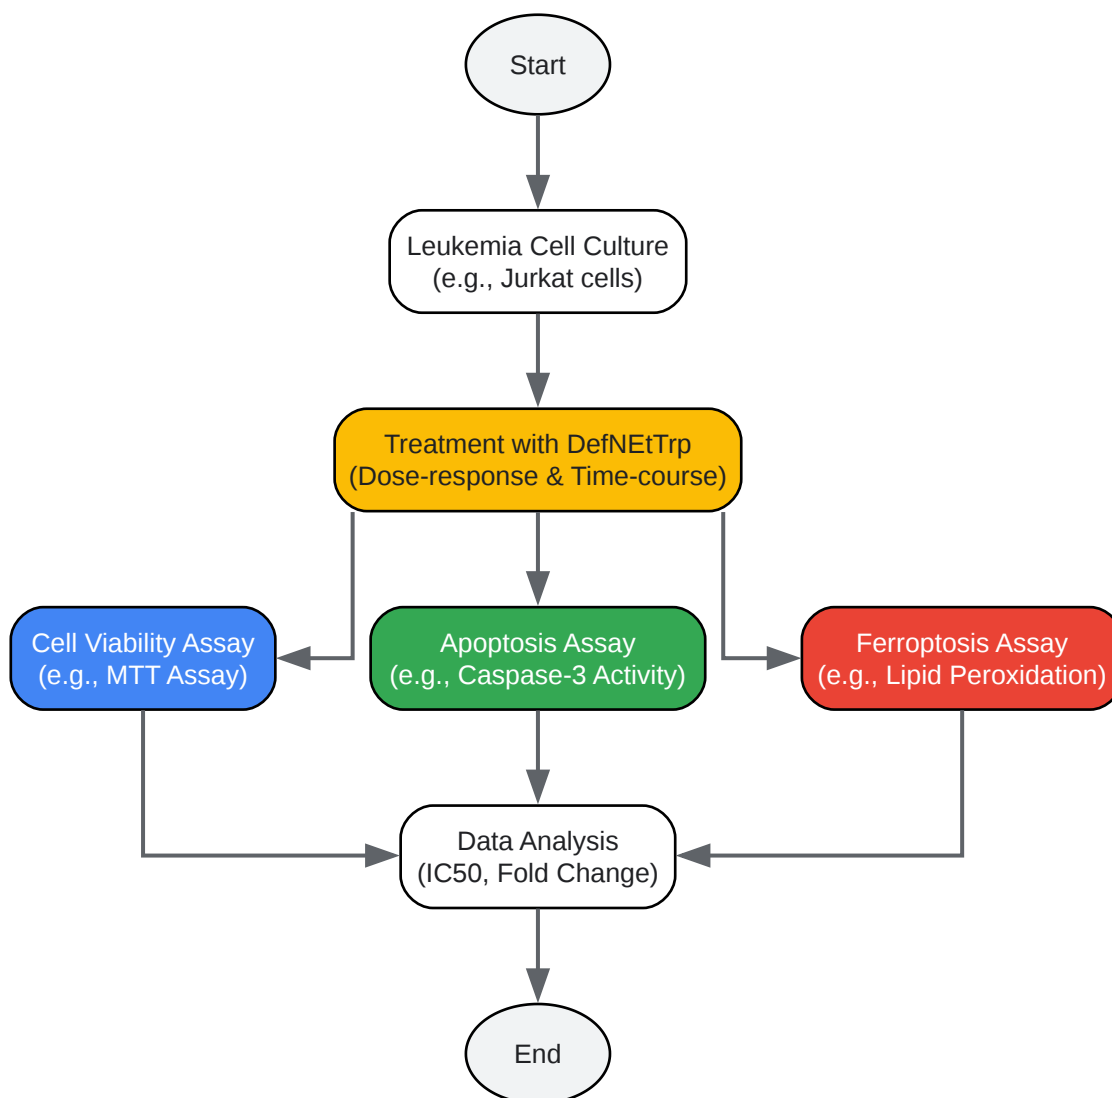 Start
Leukemia Cell Culture
(e.g., Jurkat cells)
Treatment with DefNEtTrp
(Dose-response & Time-course)
Cell Viability Assay
(e.g., MTT Assay)
Apoptosis Assay
(e.g., Caspase-3 Activity)
Ferroptosis Assay
(e.g., Lipid Peroxidation)
Data Analysis
(IC50, Fold Change)
End